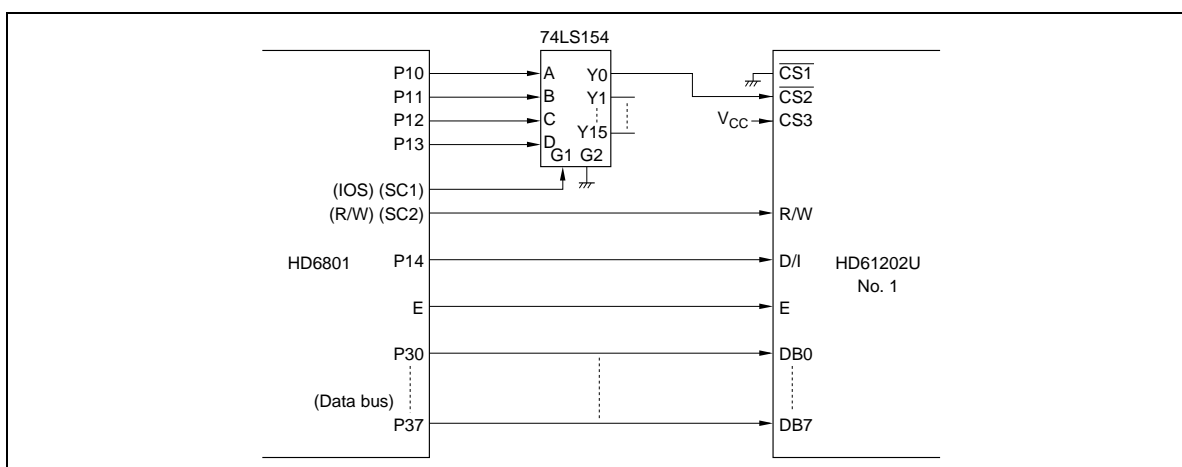 74LS154
P10 A Y0 CS1
P11 B Y1 CS2
P12 C VCC CS3
P13 D Y15
G1 G2
(IOS) (SC1)
(R/W) (SC2) R/W
HD6801 P14 D/I HD61202U
No. 1
E E
P30 DB0
(Data bus)
P37 DB7